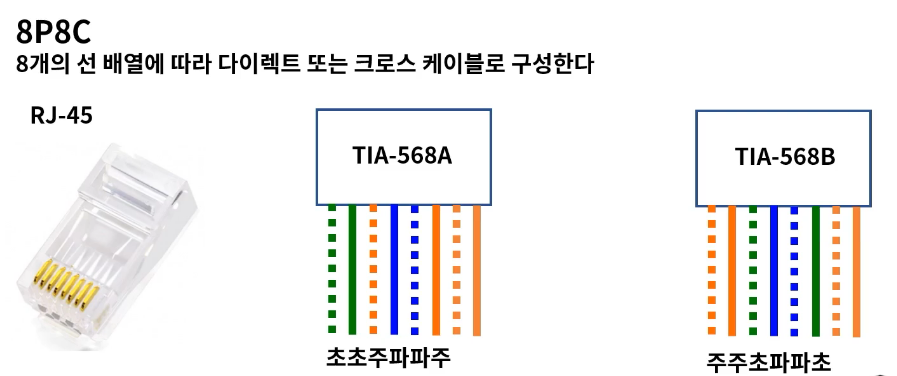 8P8C
8개의 선 배열에 따라 다이렉트 또는 크로스 케이블로 구성한다
RJ-45
TIA-568A
TIA-568B
초초주파파주
주주초파파초